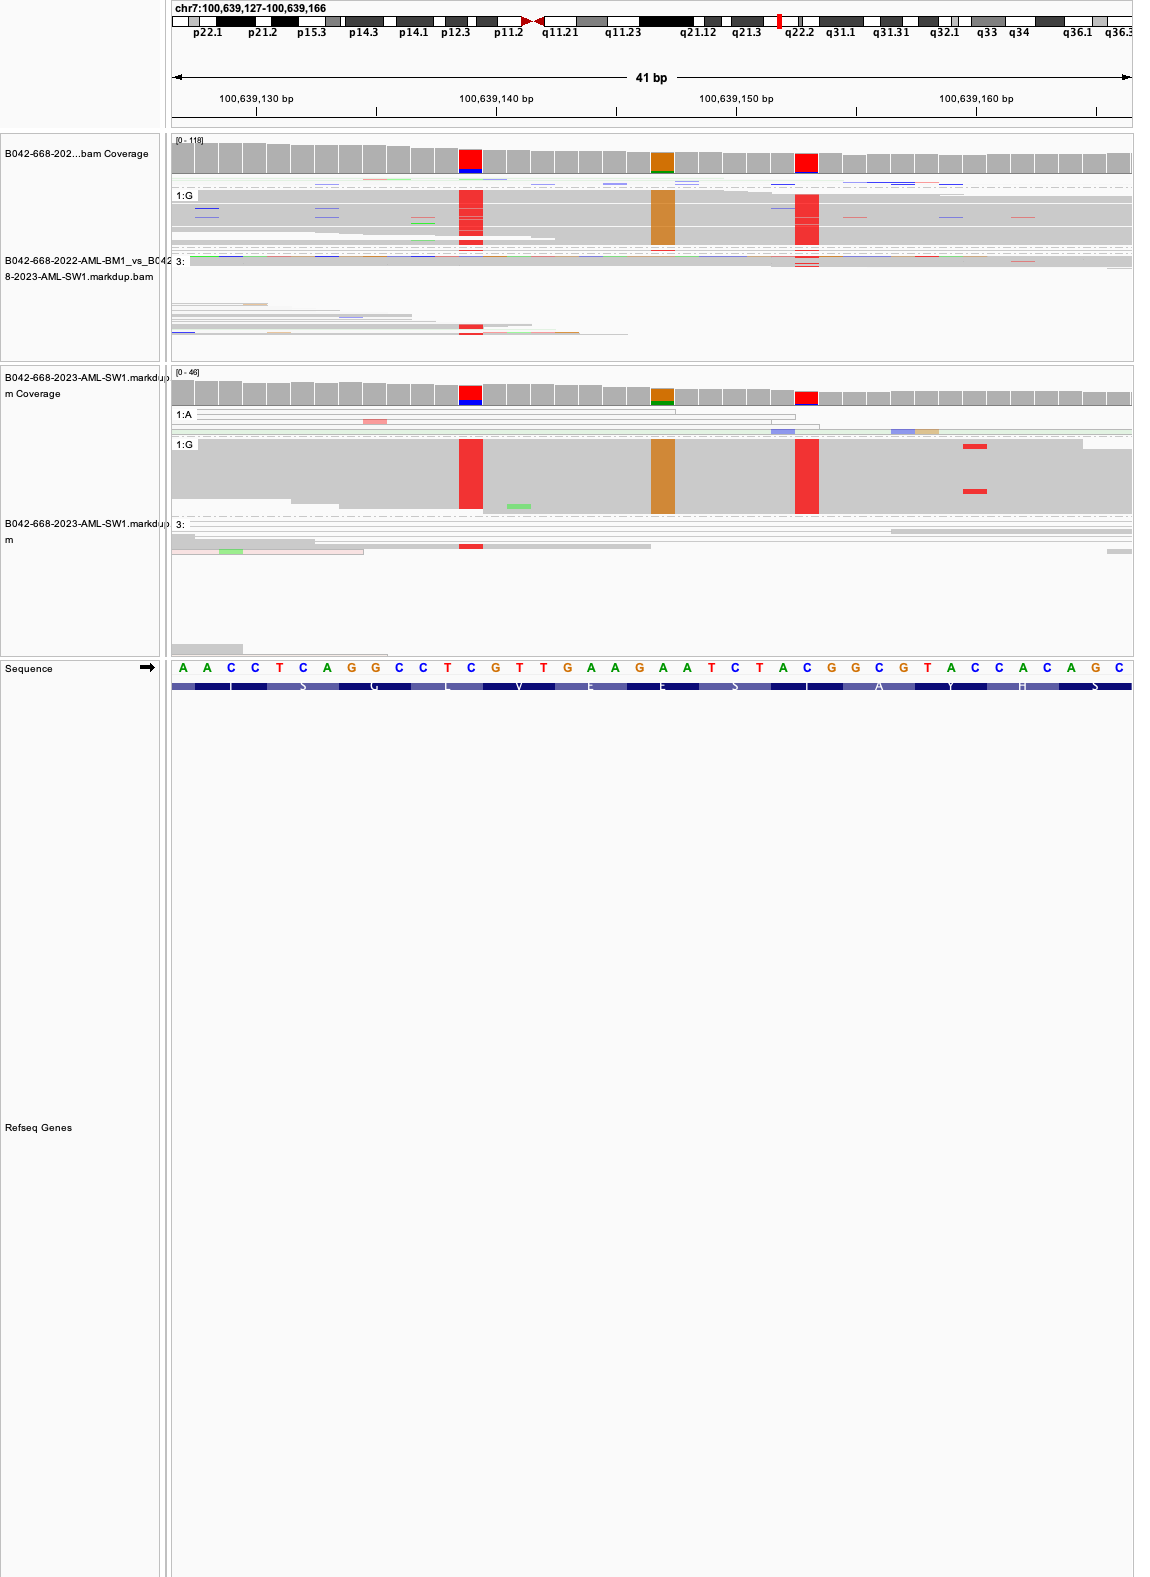 chr7:100,639,127-100,639,166
p22.1 p21.2 p15.3 p14.3 p14.1 p12.3 p11.2 q11.21 q11.23 q21.12 q21.3 q22.2 q31.1 q31.31 q32.1 q33 q34 q36.1 q36.3
41 bp
100,639,130 bp 100,639,140 bp 100,639,150 bp 100,639,160 bp
[0 - 118]
B042-668-202...bam Coverage
1:G
B042-668-2022-AML-BM1_vs_B042
3:
8-2023-AML-SW1.markdup.bam
[0 - 46]
B042-668-2023-AML-SW1.markdup
m Coverage
1:A
1:G
B042-668-2023-AML-SW1.markdup
3:
m
Sequence A A C C T C A G G C C T C G T T G A A G A A T C T A C G G C G T A C C A C A G C
S G L V E E S T A Y H S
Refseq Genes